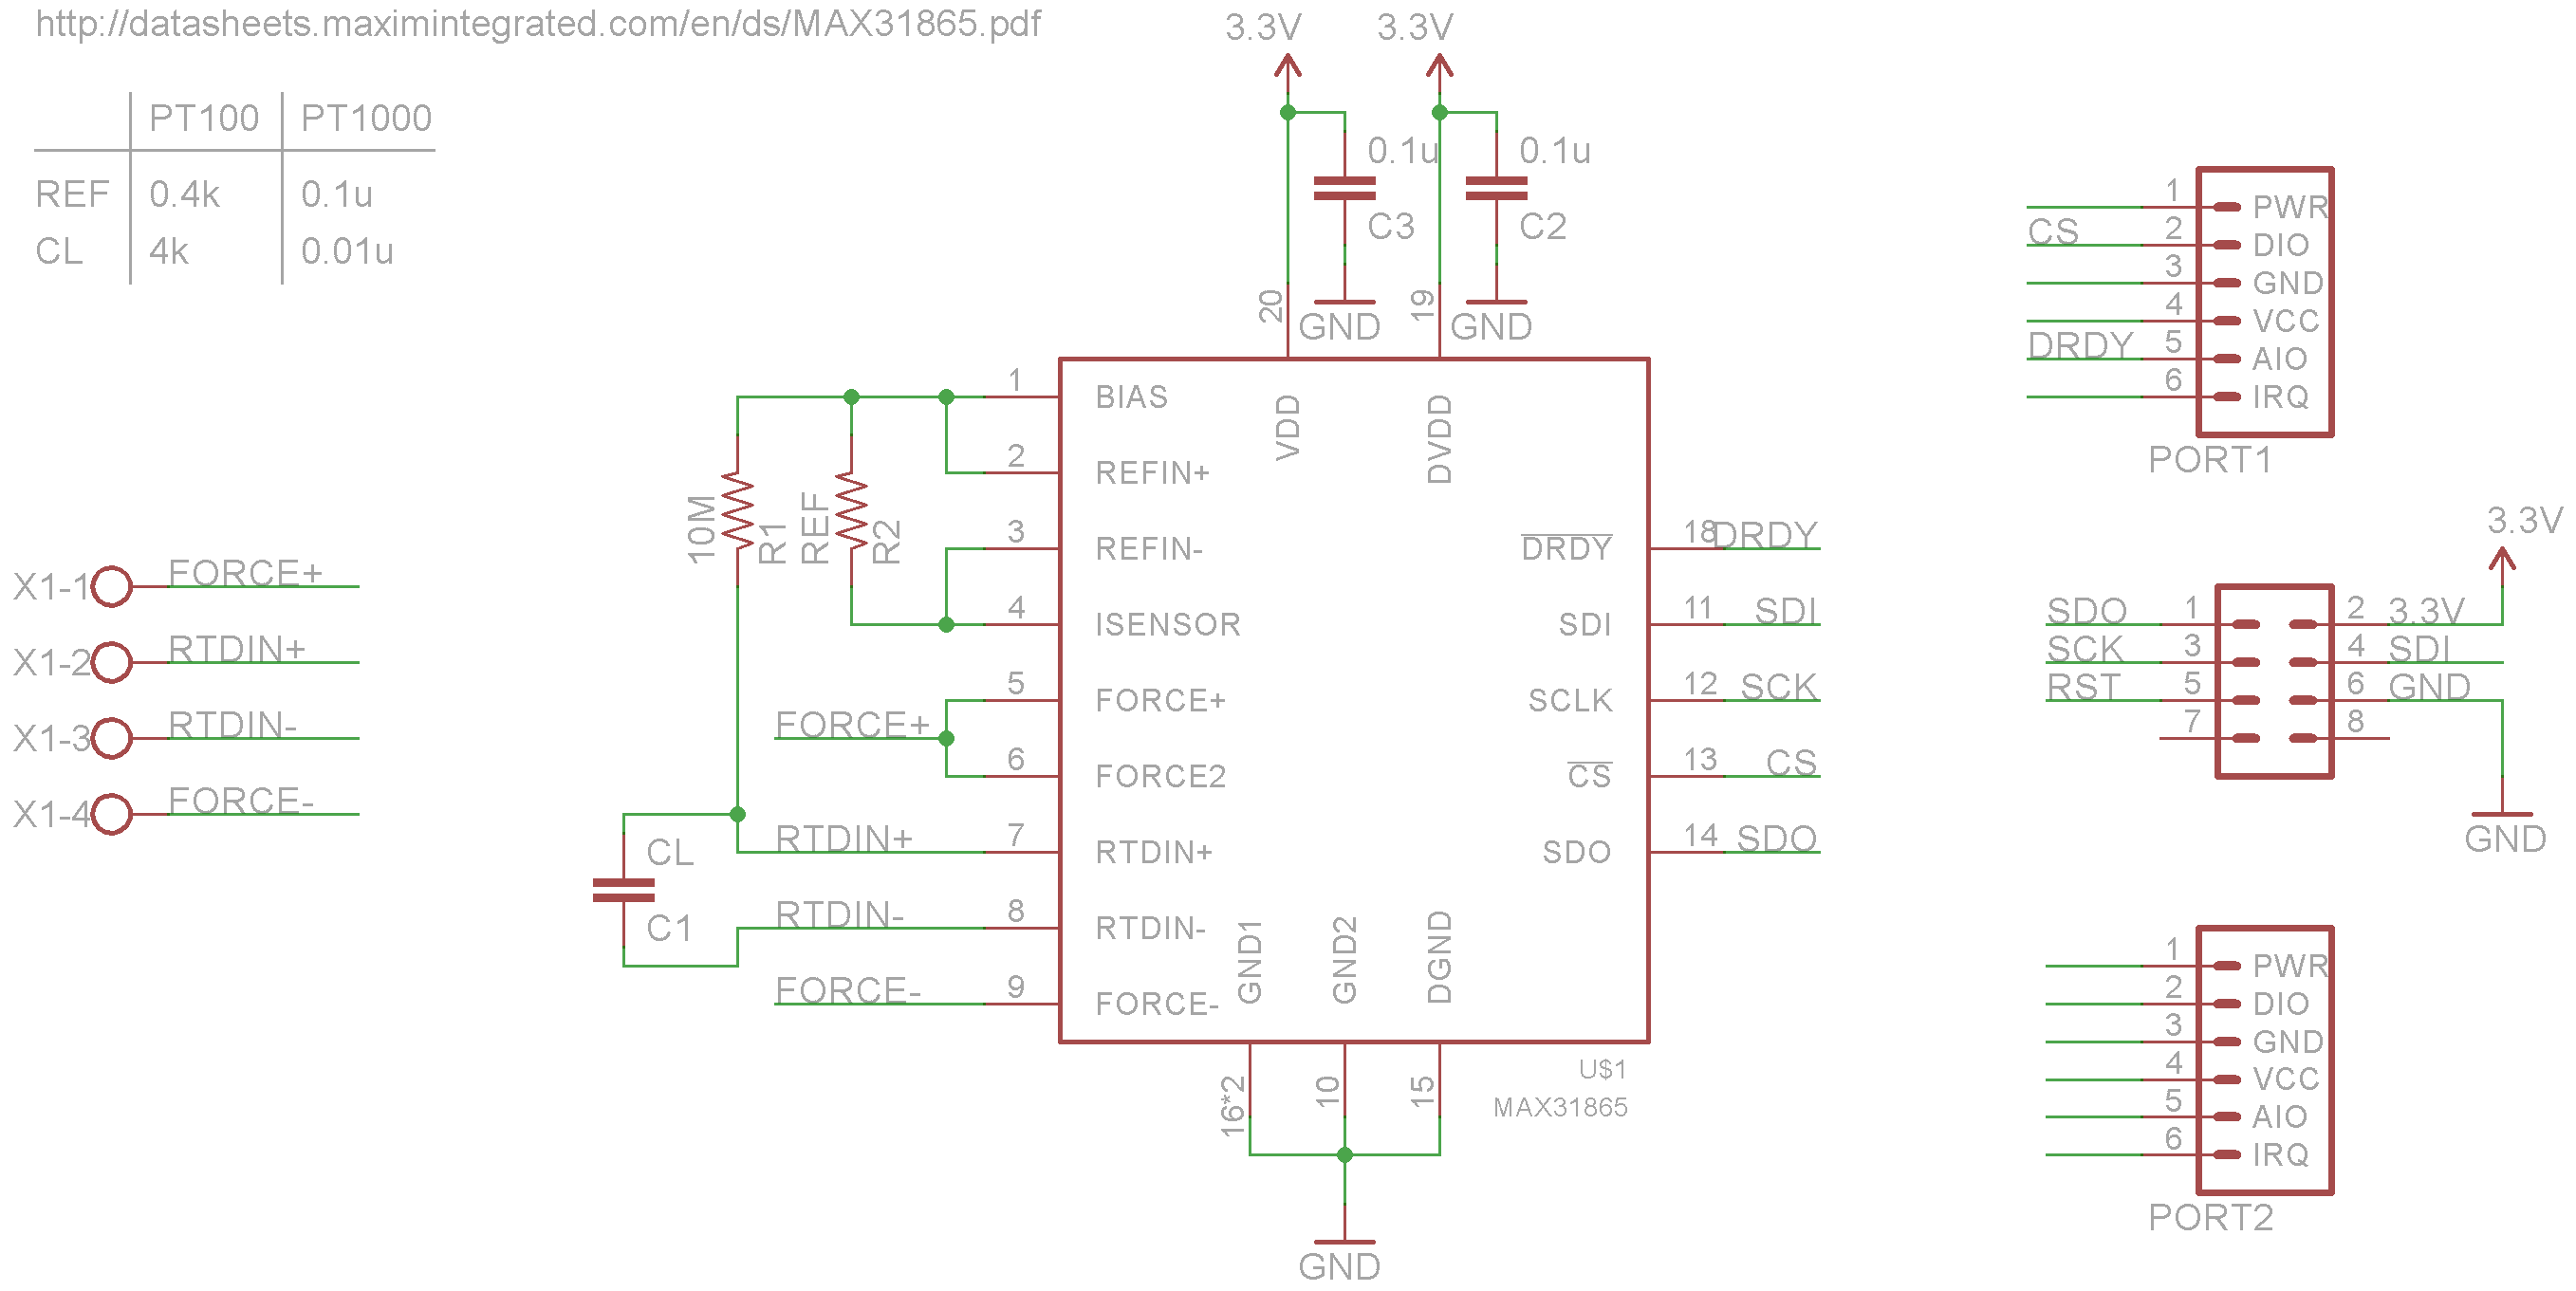 http://datasheets.maximintegrated.com/en/ds/MAX31865.pdf
PT100 PT1000
REF 0.4k 0.1u
CL 4k 0.01u
3.3V 3.3V
0.1u 0.1u
C3 C2
20 19
GND GND
X1-1 FORCE+
X1-2 RTDIN+
X1-3 RTDIN-
X1-4 FORCE-
10M R1
REF R2
CL
C1
1 BIAS
2 REFIN+
3 REFIN-
4 ISENSOR
5 FORCE+
FORCE+
6 FORCE2
RTDIN+ 7 RTDIN+
RTDIN- 8 RTDIN-
FORCE- 9 FORCE-
VDD DVDD
DRDY 18 DRDY
SDI 11 SDI
SCLK 12 SCK
CS 13 CS
SDO 14 SDO
GND1 GND2 DGND
16*2 10 15
GND
U$1
MAX31865
1 PWR
CS 2 DIO
3 GND
4 VCC
DRDY 5 AIO
6 IRQ
PORT1
3.3V
SDO 1 2 3.3V
SCK 3 4 SDI
RST 5 6 GND
7 8
GND
1 PWR
2 DIO
3 GND
4 VCC
5 AIO
6 IRQ
PORT2